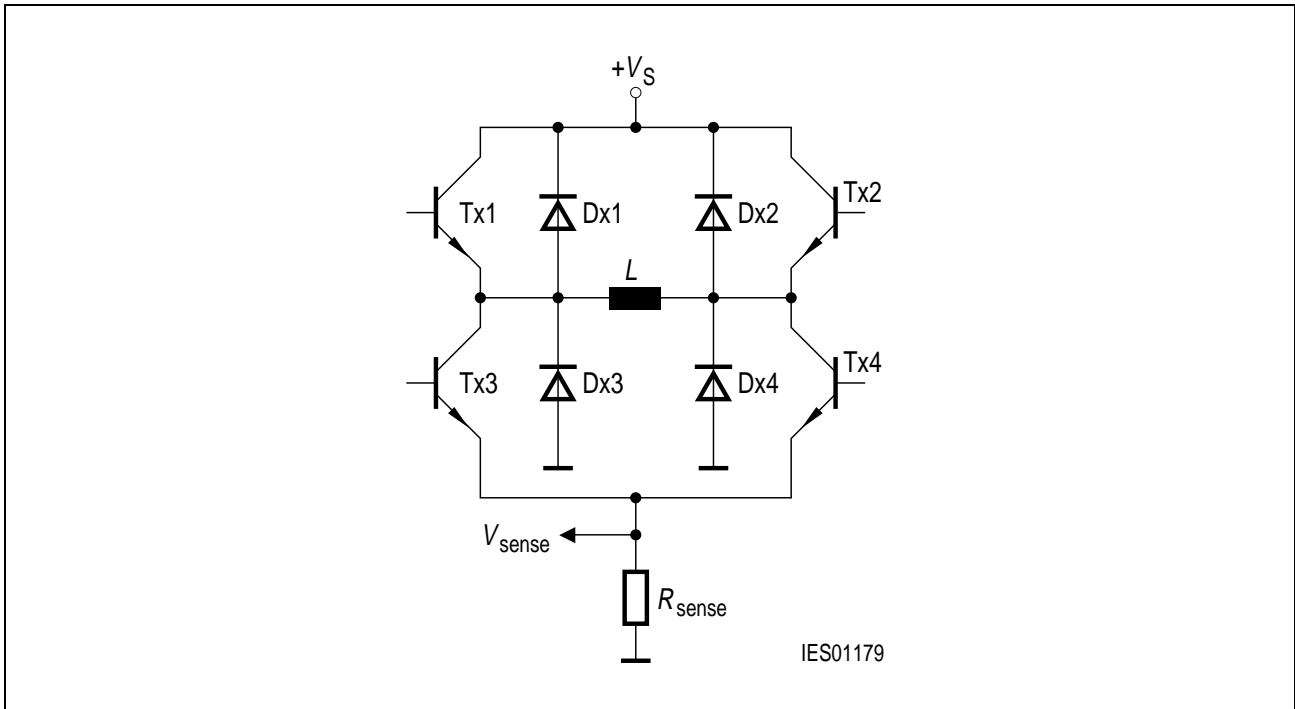 +VS
Tx1
Dx1
Dx2
Tx2
L
Tx3
Dx3
Dx4
Tx4
Vsense
Rsense
IES01179